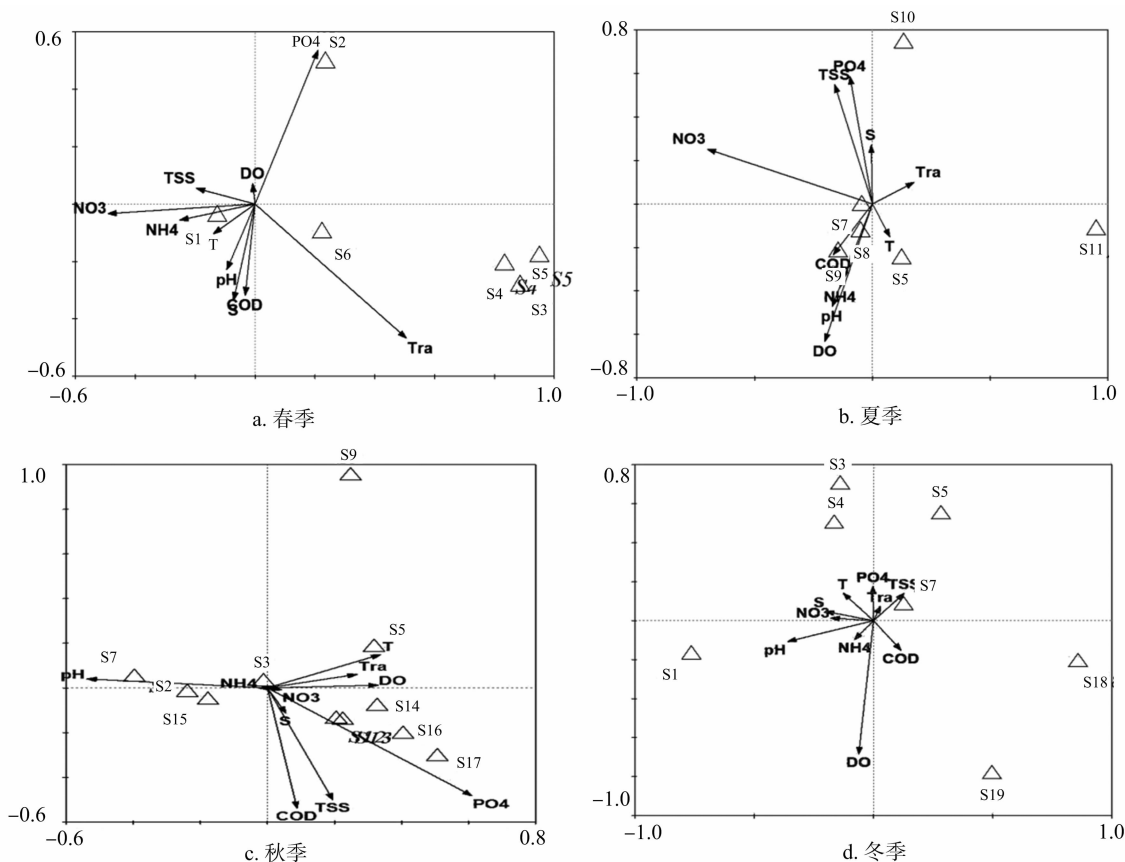 0.6
PO4
S2
DO
TSS
NO3
NH4
S1
T
S6
pH
COD
S
S5
S4
S4 S5
S3
Tra
−0.6
−0.6
1.0
a. 春季
S10
0.8
PO4
TSS
S
NO3
Tra
S7
S8
T
S11
COD
S9
S5
NH4
pH
DO
−0.8
−1.0
1.0
b. 夏季
S9
1.0
S5
T
S7
S3
Tra
pH
NH4
DO
S2
NO3
S15
S
S14
S16
S17
PO4
TSS
COD
−0.6
−0.6
0.8
c. 秋季
S3
0.8
S4
S5
PO4
T
TSS
S7
Tra
S
NO3
pH
NH4
COD
S1
S18
DO
S19
−1.0
−1.0
1.0
d. 冬季